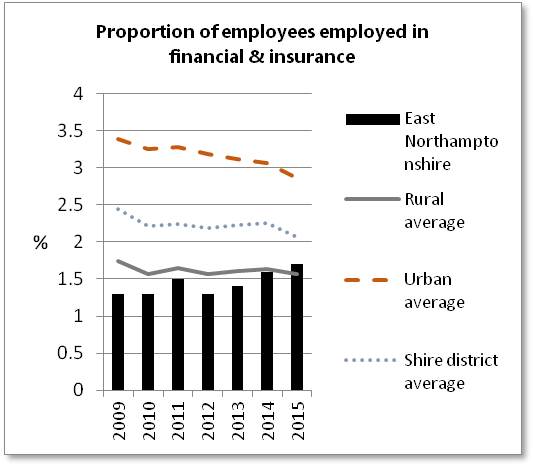 Proportion of employees employed in
financial & insurance
4
3.5
3
2.5
2
1.5
1
0.5
0
%
2009
2010
2011
2012
2013
2014
2015
East
Northampto
nshire
Rural
average
Urban
average
Shire district
average